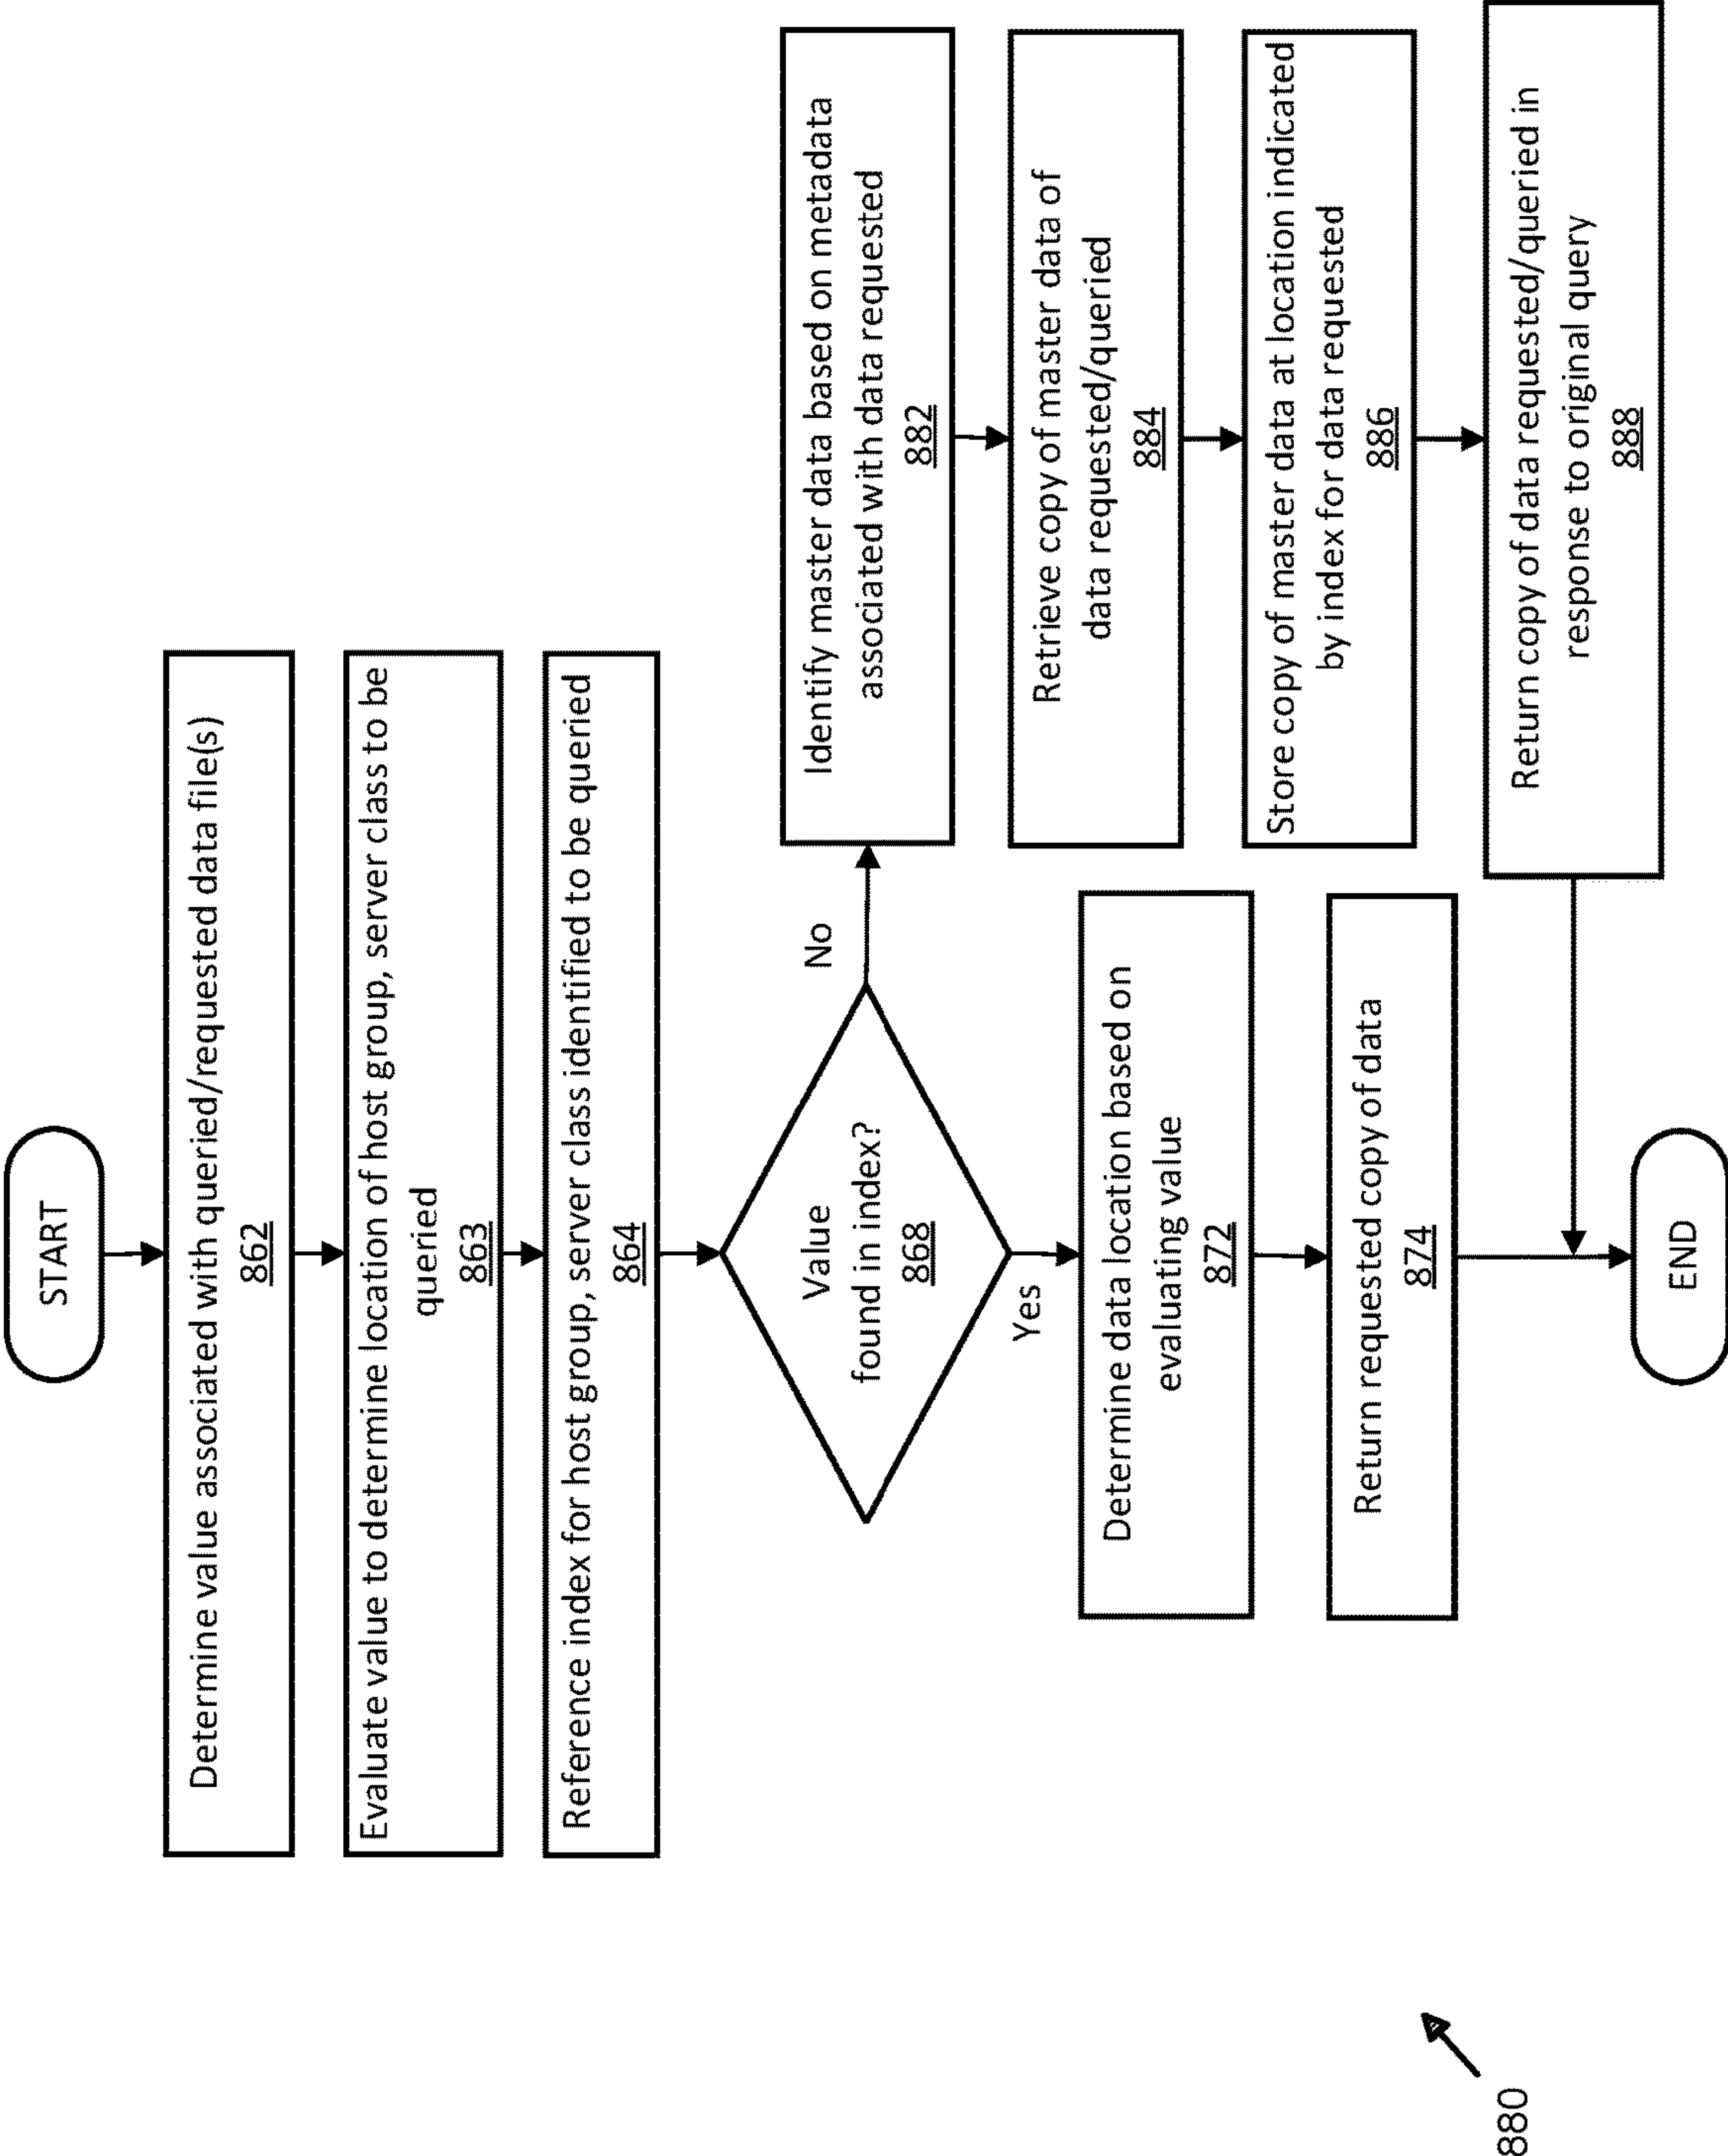 START
Determine value associated with queried/requested data file(s)
862
Evaluate value to determine location of host group, server class to be
queried
863
Reference index for host group, server class identified to be queried
864
Value
found in index?
868
No
Yes
Identify master data based on metadata
associated with data requested
882
Retrieve copy of master data of
data requested/queried
884
Store copy of master data at location indicated
by index for data requested
886
Return copy of data requested/queried in
response to original query
888
Determine data location based on
evaluating value
872
Return requested copy of data
874
END
880